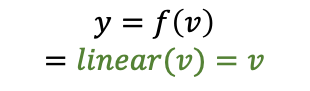 y = f(v)
= linear(v) = v